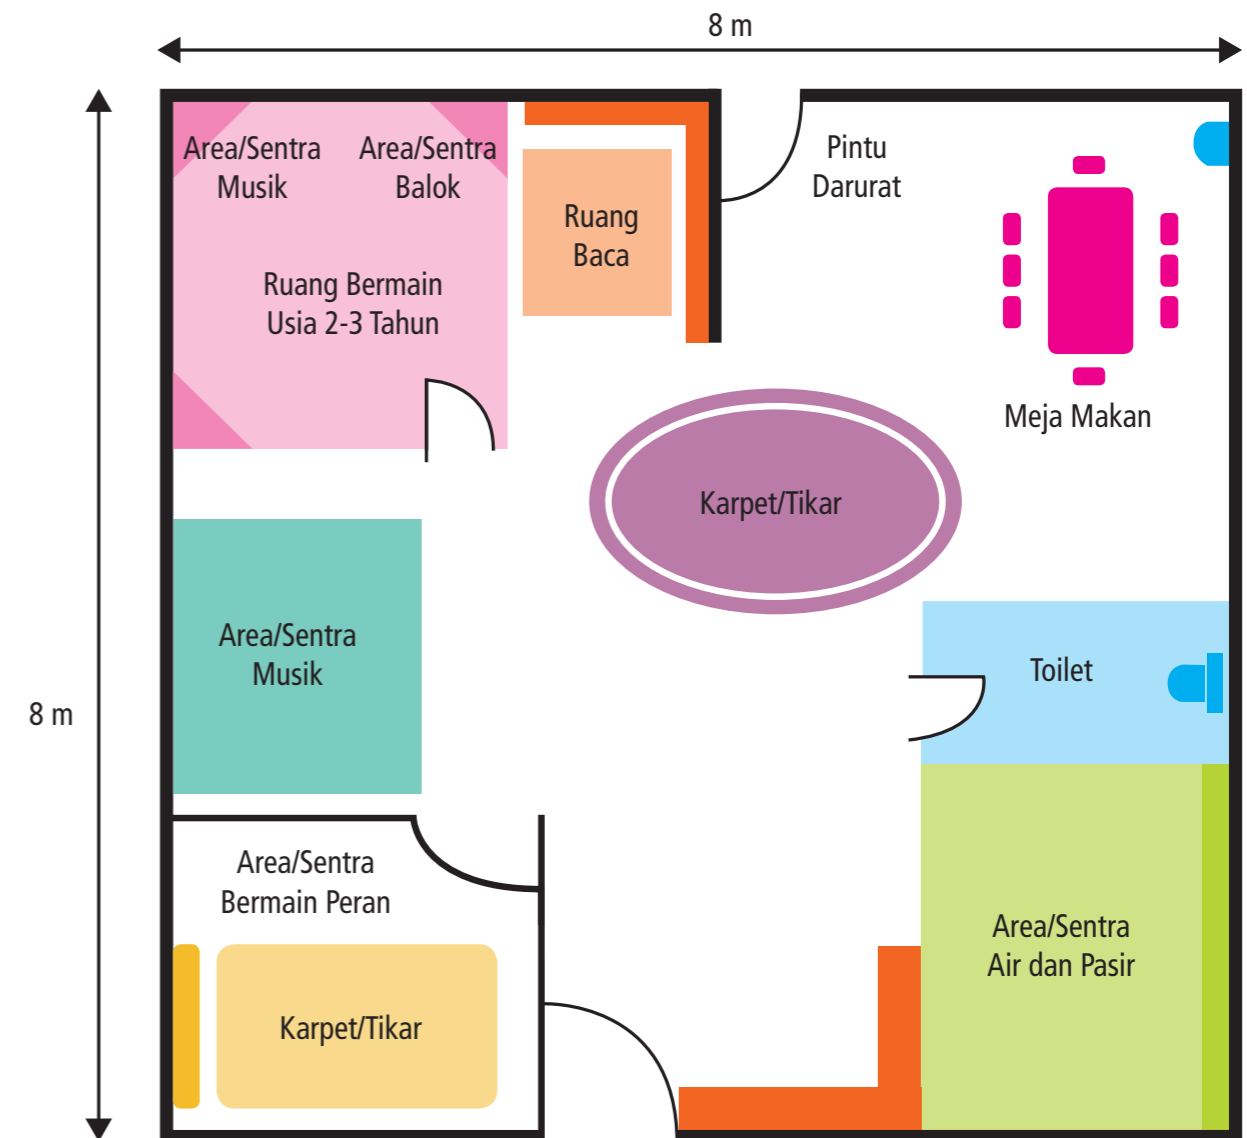 8 m
Area/Sentra
Musik
Area/Sentra
Balok
Ruang Bermain
Usia 2-3 Tahun
Ruang
Baca
Pintu
Darurat
Meja Makan
Karpet/Tikar
Area/Sentra
Musik
Toilet
8 m
Area/Sentra
Bermain Peran
Karpet/Tikar
Area/Sentra
Air dan Pasir